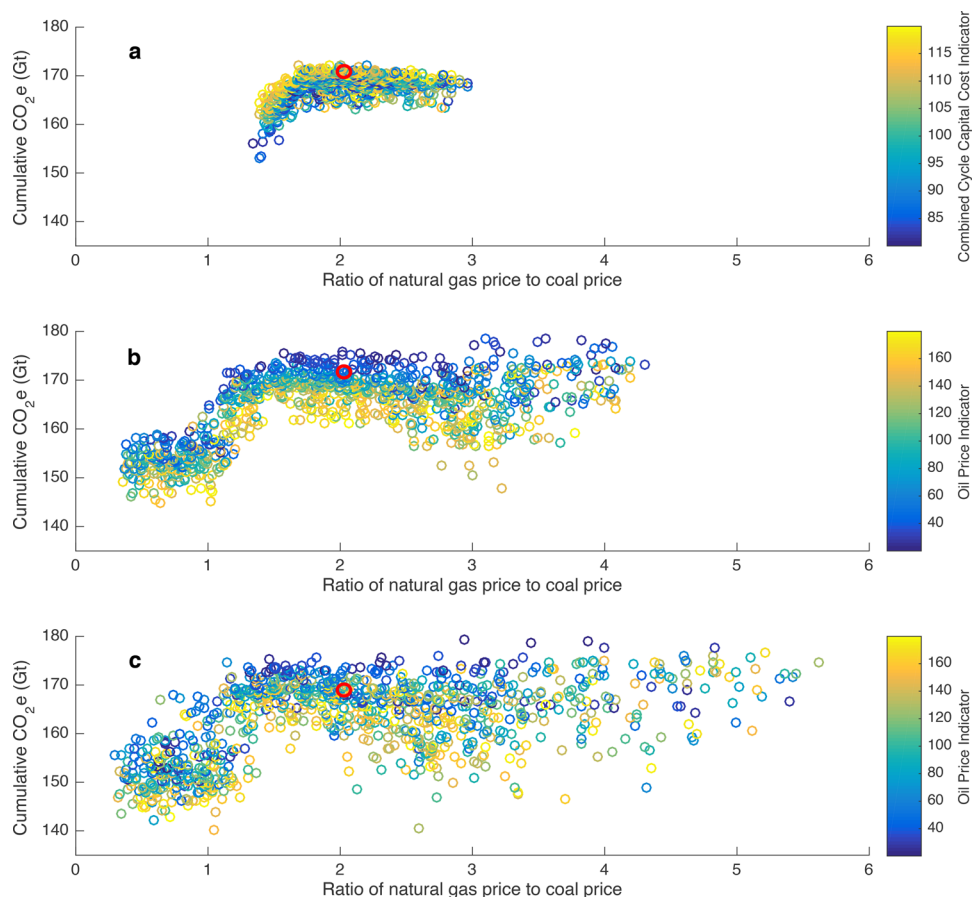 a
Cumulative CO2e (Gt)
180
170
160
150
140
0 1 2 3 4 5 6
Ratio of natural gas price to coal price
115
110
105
100
95
90
85
Combined Cycle Capital Cost Indicator
b
Cumulative CO2e (Gt)
180
170
160
150
140
0 1 2 3 4 5 6
Ratio of natural gas price to coal price
160
140
120
100
80
60
40
Oil Price Indicator
c
Cumulative CO2e (Gt)
180
170
160
150
140
0 1 2 3 4 5 6
Ratio of natural gas price to coal price
160
140
120
100
80
60
40
Oil Price Indicator